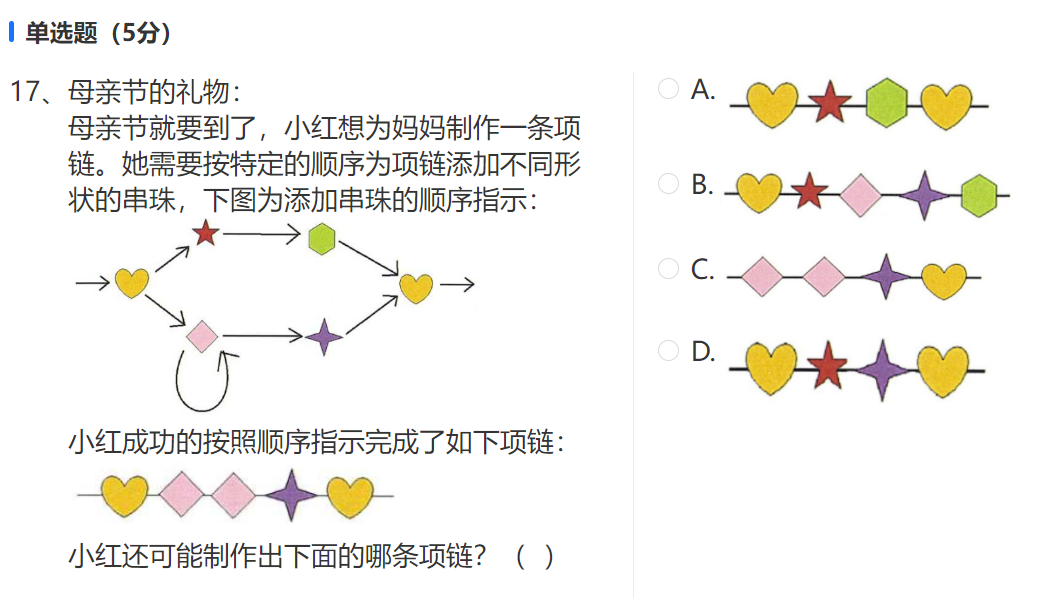 单选题（5分）
17、母亲节的礼物：
母亲节就要到了，小红想为妈妈制作一条项
链。她需要按特定的顺序为项链添加不同形
状的串珠，下图为添加串珠的顺序指示：
小红成功的按照顺序指示完成了如下项链：
小红还可能制作出下面的哪条项链？（ ）
A.
B.
C.
D.